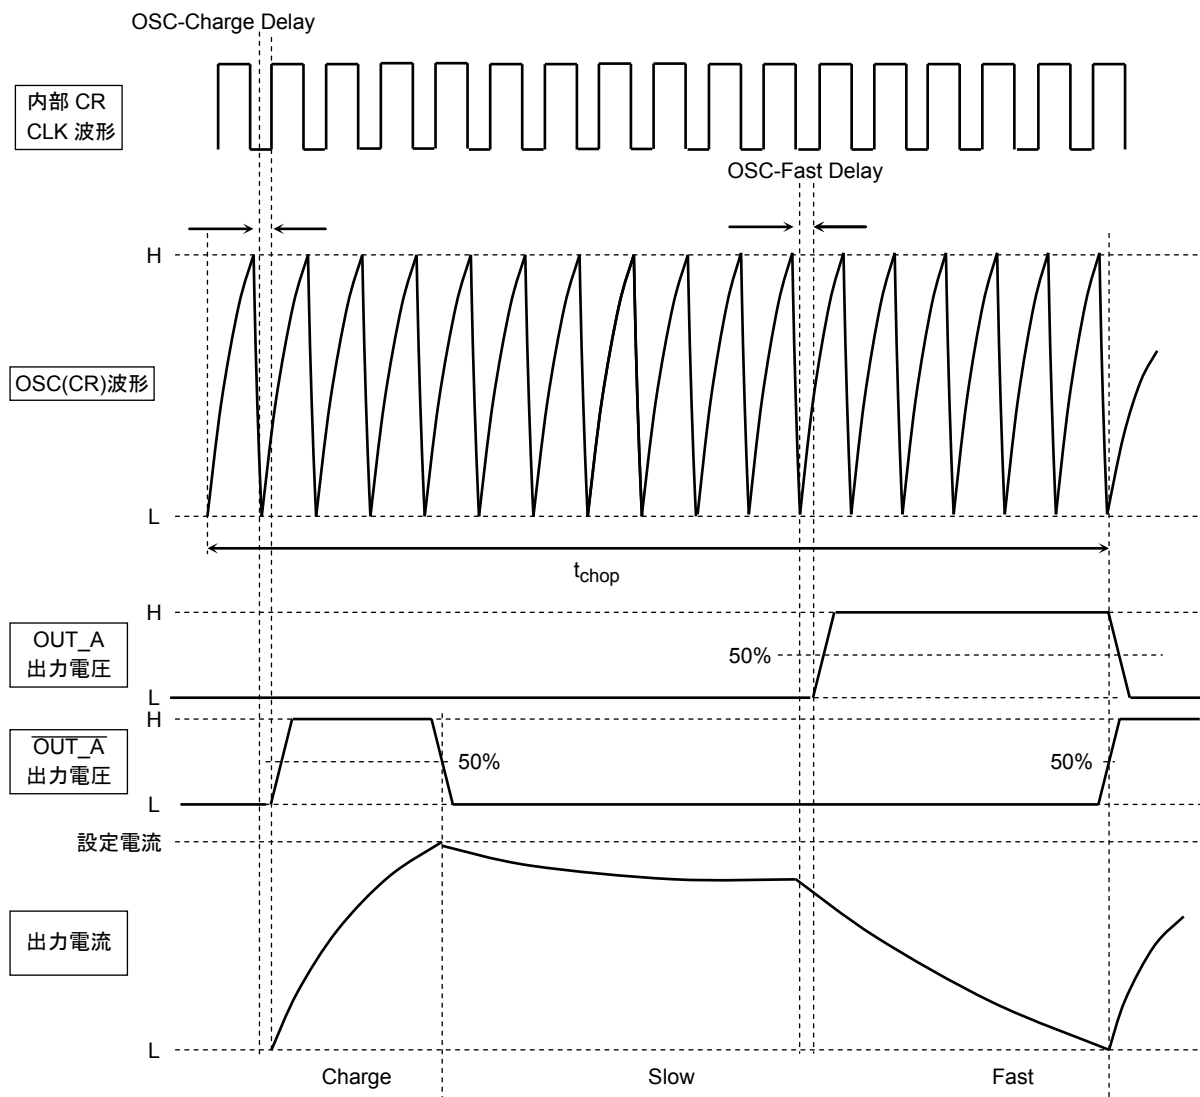 OSC-Charge Delay
内部 CR
CLK 波形
OSC-Fast Delay
H
OSC(CR)波形
L
tchop
H
OUT_A
出力電圧
50%
L
H
OUT_A
出力電圧
50%
50%
L
設定電流
出力電流
L
Charge
Slow
Fast